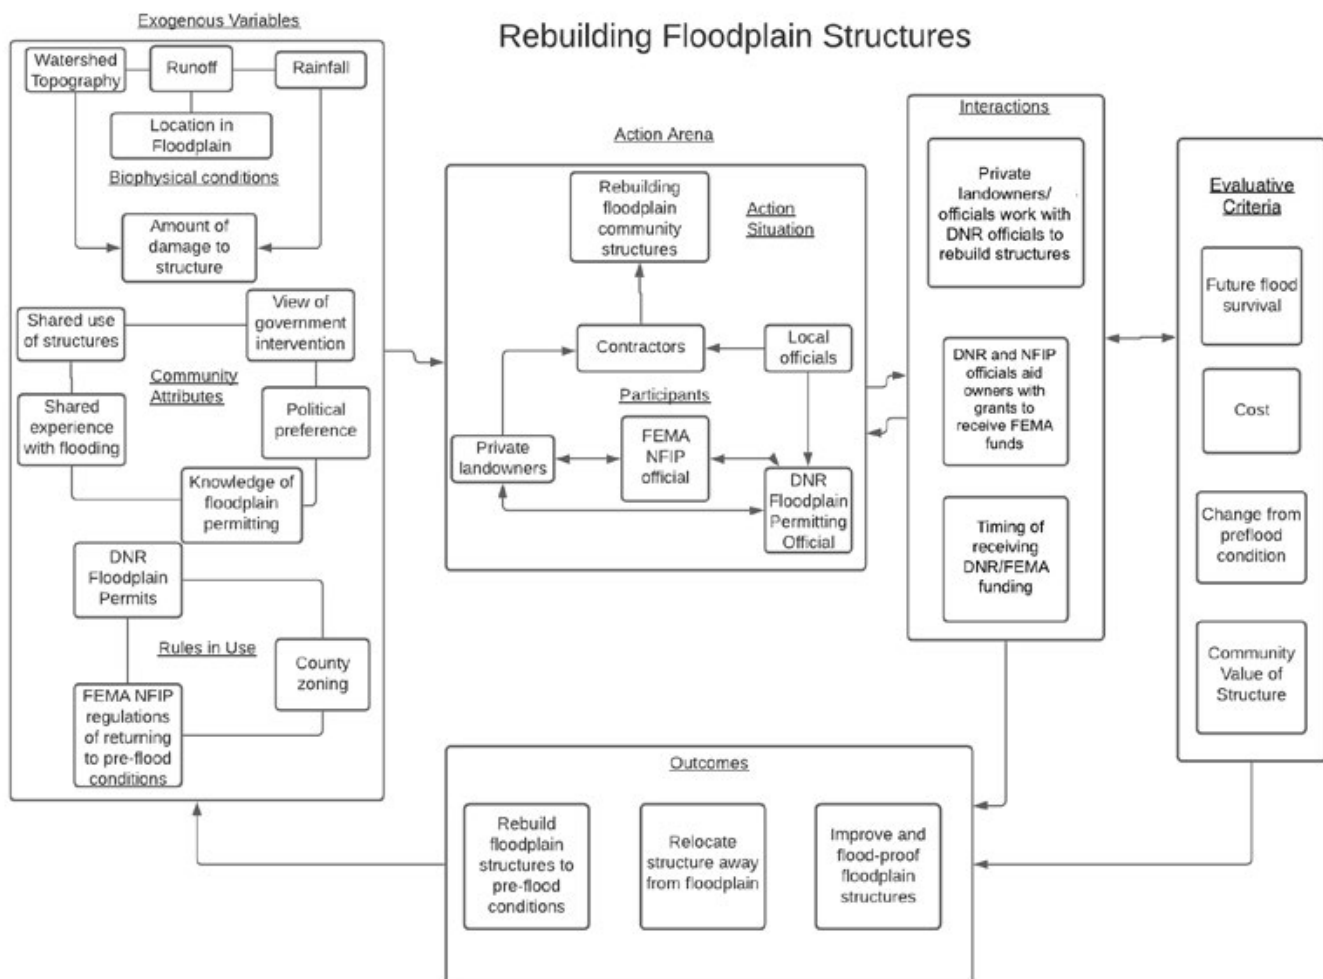 Exogenous Variables
Rebuilding Floodplain Structures
Watershed
Topography
Runoff
Rainfall
Location in
Floodplain
Biophysical conditions
Amount of
damage to
structure
Shared use
of structures
View of
government
intervention
Community
Attributes
Shared
experience
with flooding
Political
preference
Knowledge of
floodplain
permitting
DNR
Floodplain
Permits
Rules in Use
County
zoning
FEMA NFIP
regulations
of returning
to pre-flood
conditions
Action Arena
Rebuilding
floodplain
community
structures
Action
Situation
Contractors
Local
officials
Participants
Private
landowners
FEMA
NFIP
official
DNR
Floodplain
Permitting
Official
Interactions
Private
landowners/
officials work with
DNR officials to
rebuild structures
DNR and NFIP
officials aid
owners with
grants to
receive FEMA
funds
Timing of
receiving
DNR/FEMA
funding
Evaluative
Criteria
Future flood
survival
Cost
Change from
preflood
condition
Community
Value of
Structure
Outcomes
Rebuild
floodplain
structures to
pre-flood
conditions
Relocate
structure away
from floodplain
Improve and
flood-proof
floodplain
structures